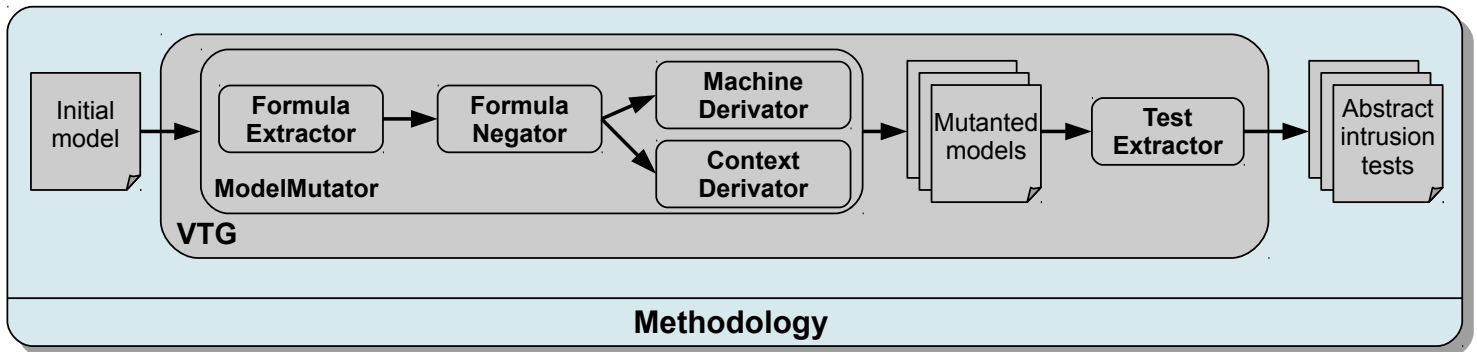 Initial
model
Formula
Extractor
Formula
Negator
Machine
Derivator
Context
Derivator
ModelMutator
VTG
Mutanted
models
Test
Extractor
Abstract
intrusion
tests
Methodology